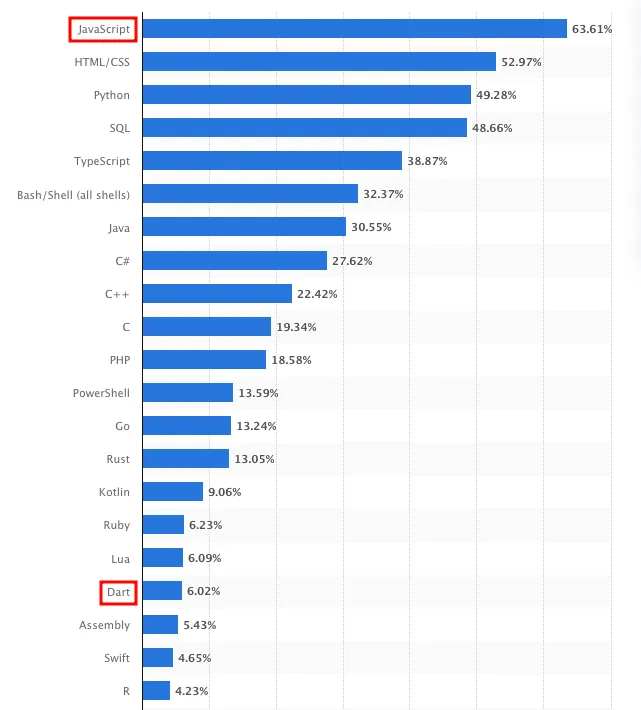 JavaScript 63.61%
HTML/CSS 52.97%
Python 49.28%
SQL 48.66%
TypeScript 38.87%
Bash/Shell (all shells) 32.37%
Java 30.55%
C# 27.62%
C++ 22.42%
C 19.34%
PHP 18.58%
PowerShell 13.59%
Go 13.24%
Rust 13.05%
Kotlin 9.06%
Ruby 6.23%
Lua 6.09%
Dart 6.02%
Assembly 5.43%
Swift 4.65%
R 4.23%